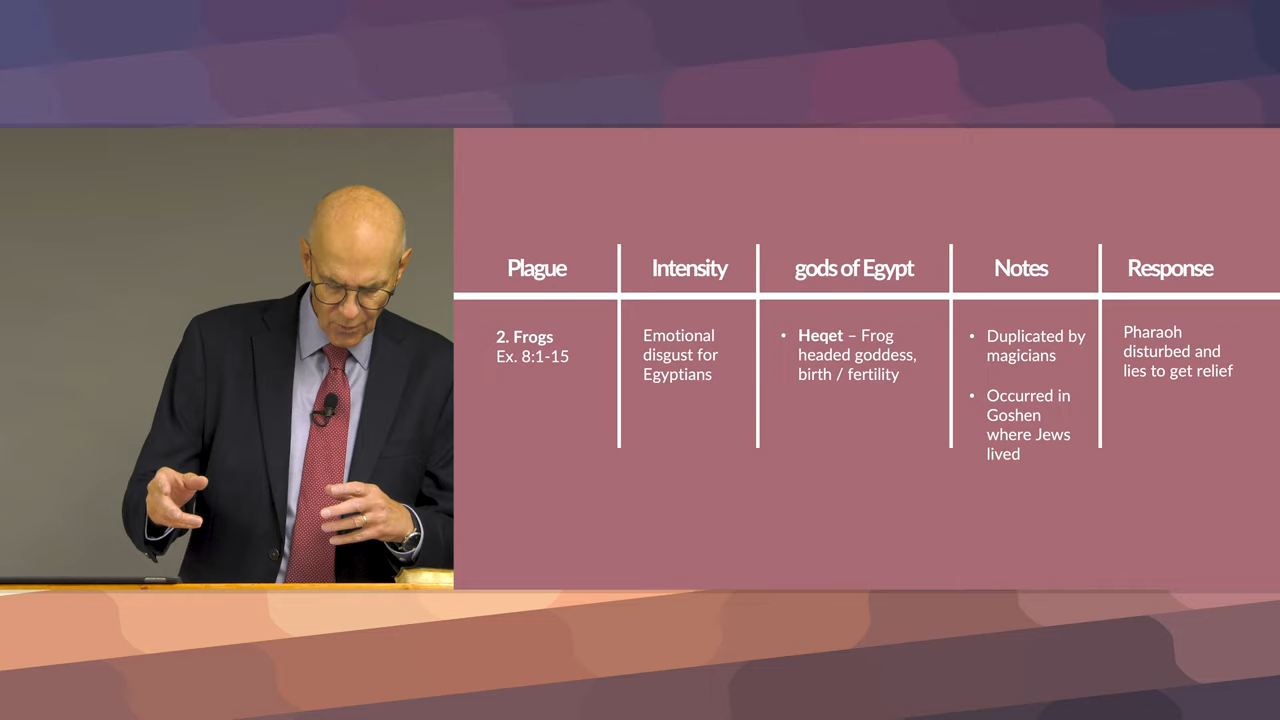 Plague
Intensity
gods of Egypt
Notes
Response
2. Frogs
Ex. 8:1-15
Emotional
disgust for
Egyptians
• Heqet – Frog
headed goddess,
birth / fertility
• Duplicated by
magicians
• Occurred in
Goshen
where Jews
lived
Pharaoh
disturbed and
lies to get relief